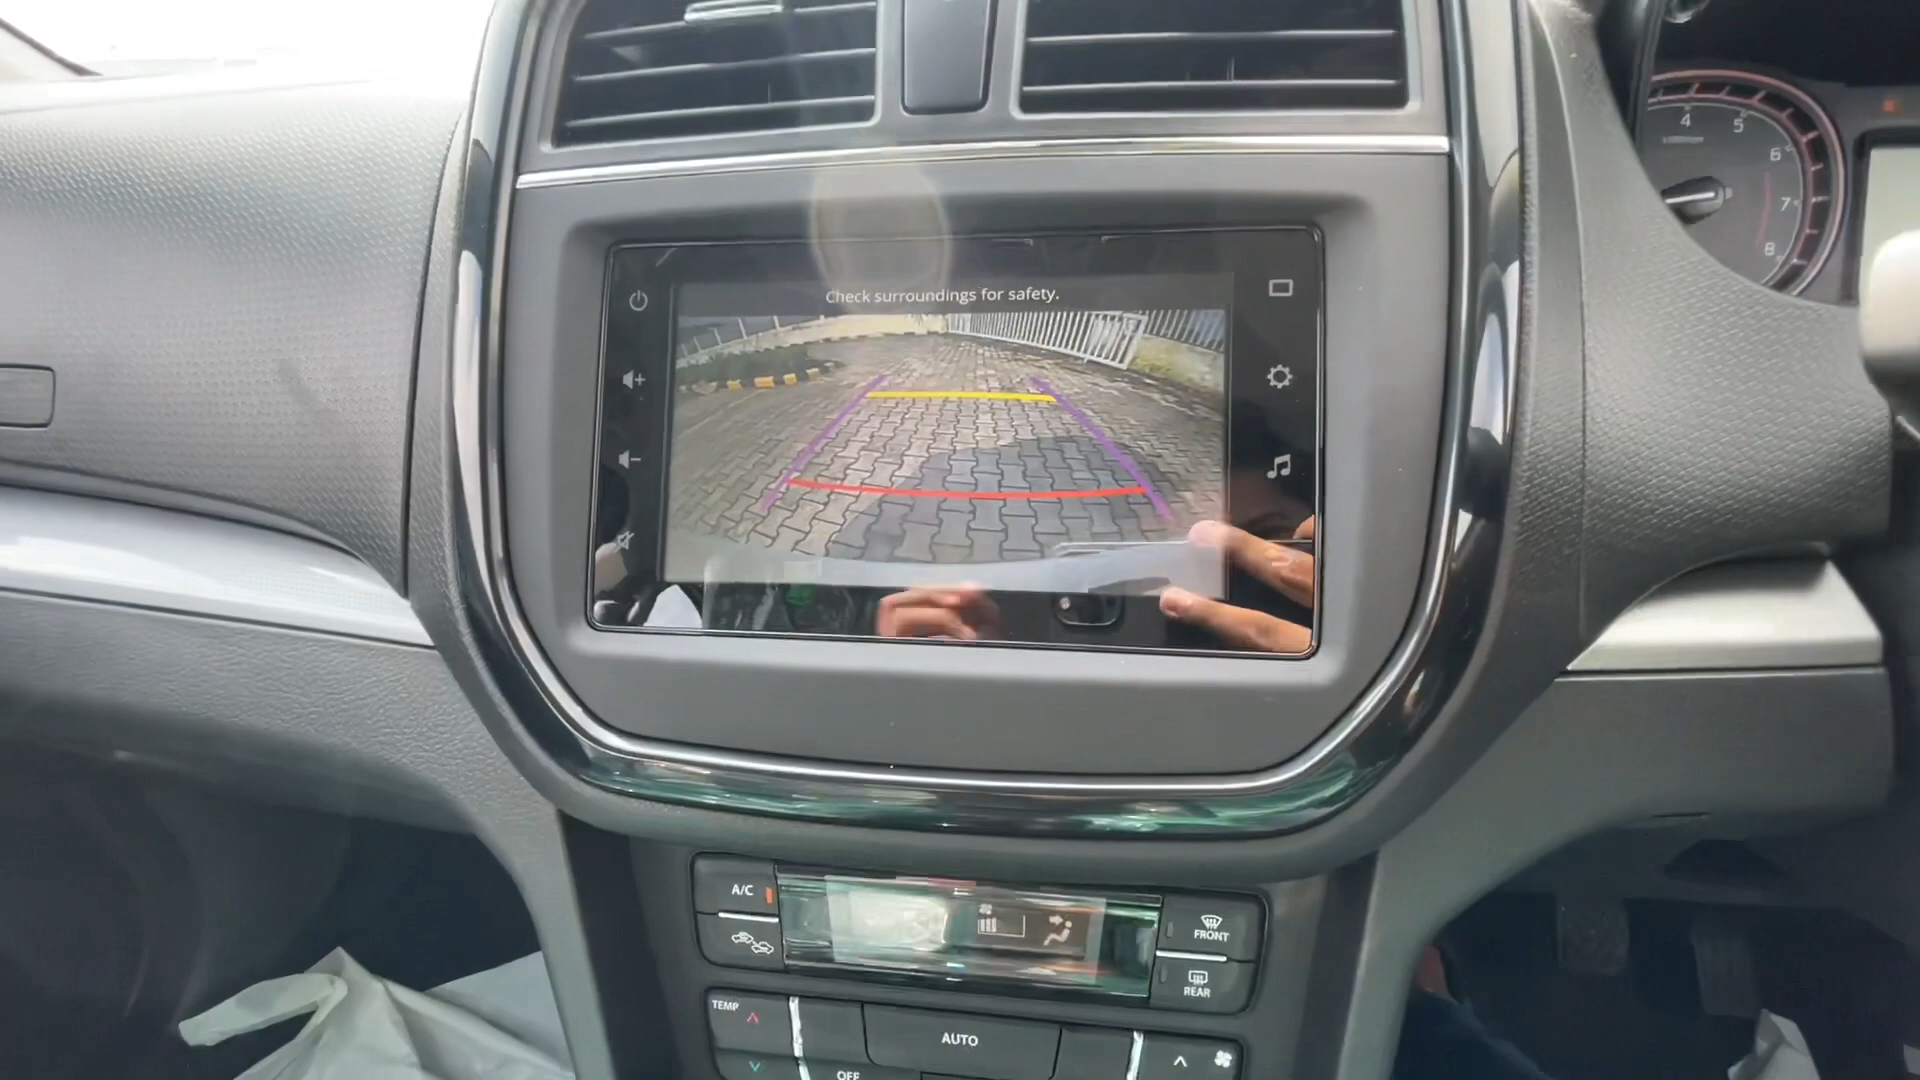 4
5
6
7
8
Check surroundings for safety.
A/C
FRONT
REAR
TEMP
AUTO
OFF